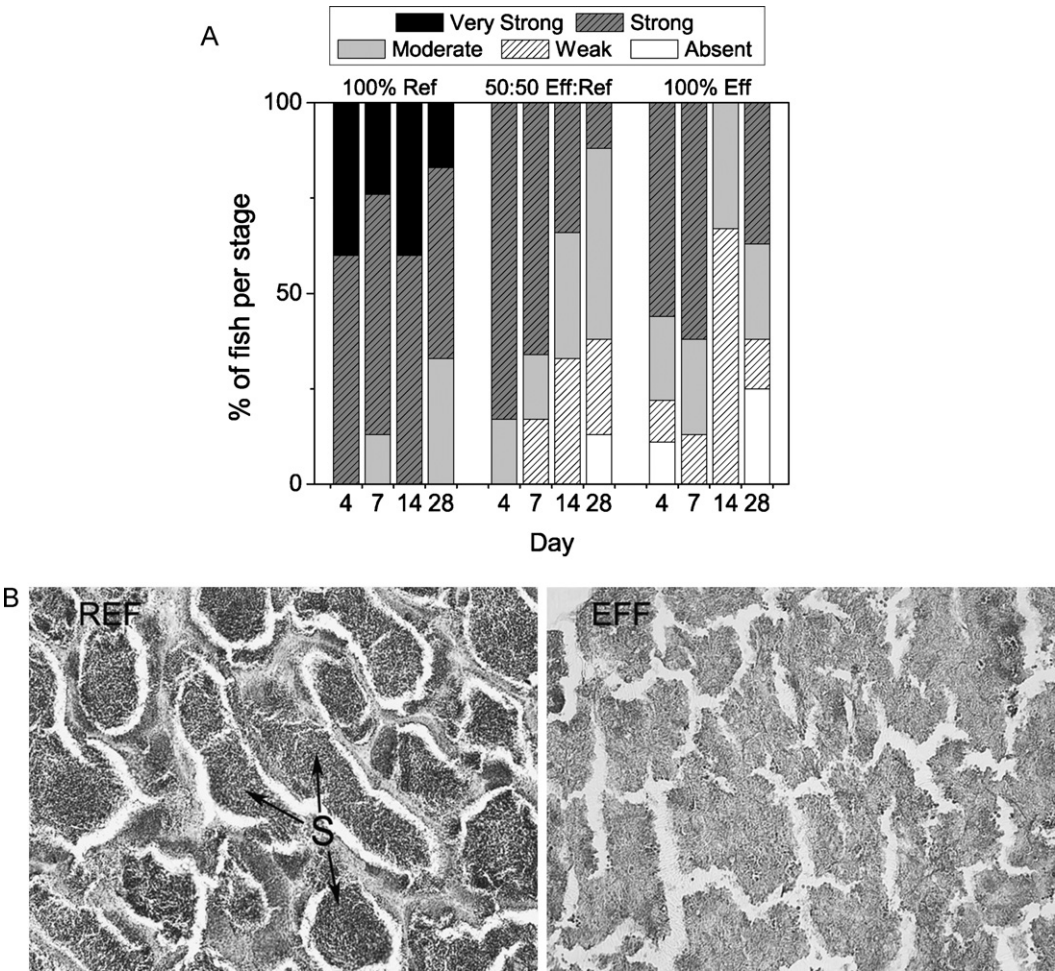 A
Very Strong Strong
Moderate Weak Absent
100% Ref 50:50 Eff:Ref 100% Eff
100
50
0
% of fish per stage
4 7 14 28 4 7 14 28 4 7 14 28
Day
B
REF EFF
S